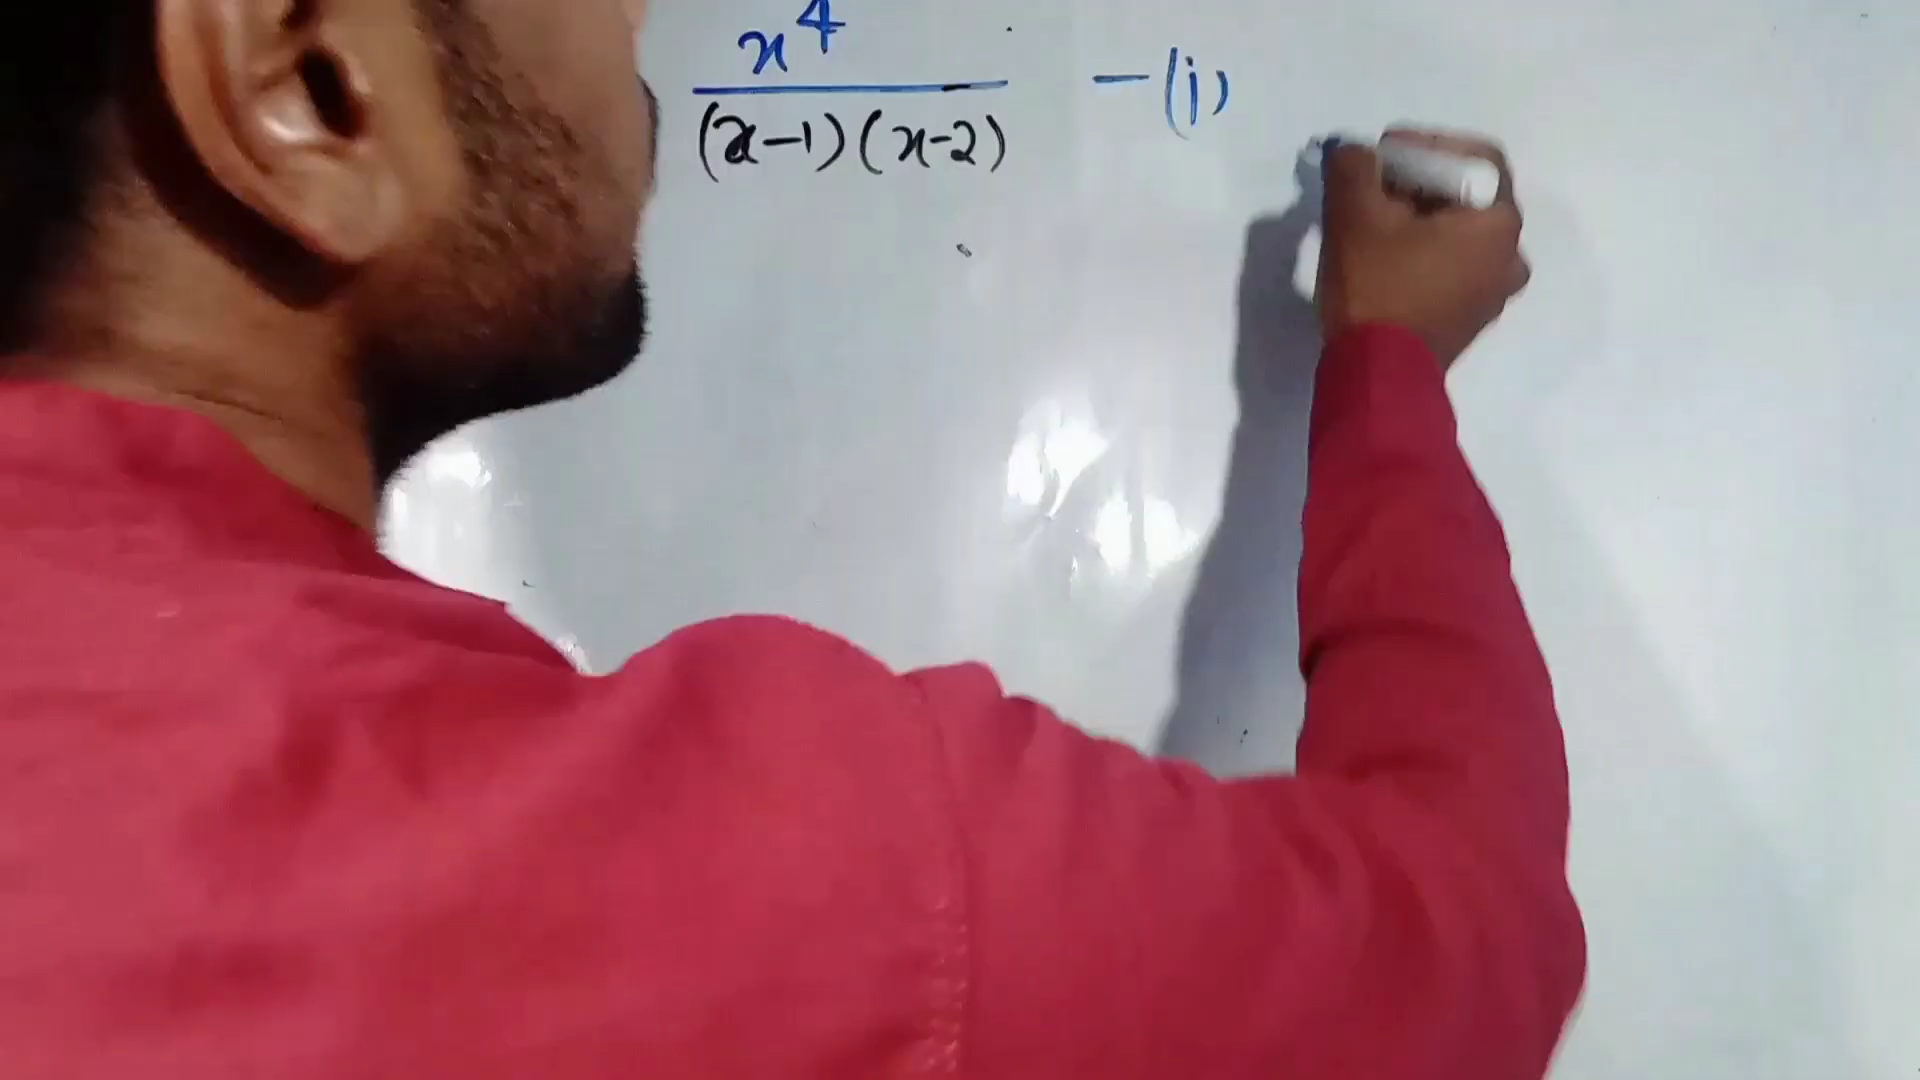 x⁴
—————— —(i)
(x-1)(x-2)